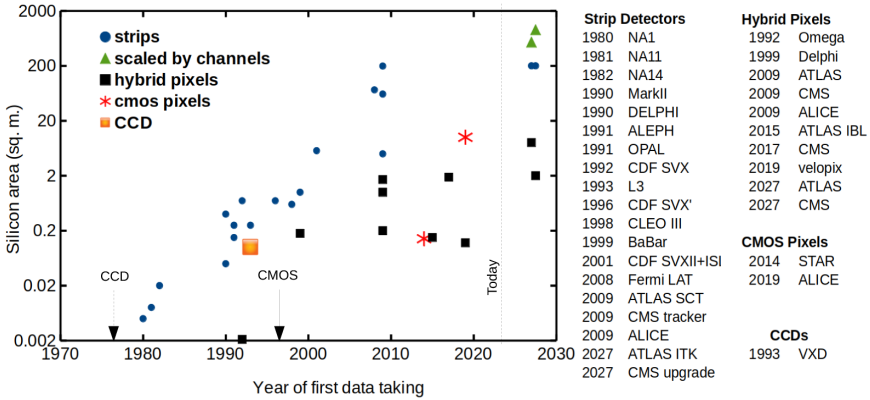 2000
200
20
2
0.2
0.02
0.002
Silicon area (sq. m.)
strips
scaled by channels
hybrid pixels
cmos pixels
CCD
CCD
CMOS
Today
1970
1980
1990
2000
2010
2020
2030
Year of first data taking
Strip Detectors
1980 NA1
1981 NA11
1982 NA14
1990 MarkII
1990 DELPHI
1991 ALEPH
1991 OPAL
1992 CDF SVX
1993 L3
1996 CDF SVX'
1998 CLEO III
1999 BaBar
2001 CDF SVXII+ISI
2008 Fermi LAT
2009 ATLAS SCT
2009 CMS tracker
2009 ALICE
2027 ATLAS ITK
2027 CMS upgrade
Hybrid Pixels
1992 Omega
1999 Delphi
2009 ATLAS
2009 CMS
2009 ALICE
2015 ATLAS IBL
2017 CMS
2019 velopix
2027 ATLAS
2027 CMS
CMOS Pixels
2014 STAR
2019 ALICE
CCDs
1993 VXD